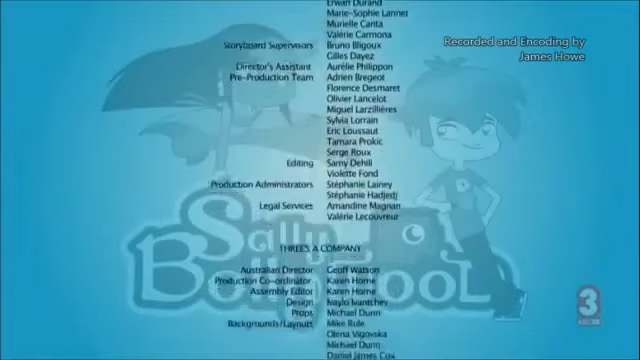 Erwan Durand
Marie-Sophie Lannet
Murielle Canta
Valérie Carmona
Storyboard Supervisors Bruno Bligoux
Gilles Dayez
Director's Assistant Aurélie Philippon
Pre-Production Team Adrien Bregeot
Florence Desmaret
Olivier Lancelot
Miguel Larzillières
Sylvia Lorrain
Eric Loussaut
Tamara Prokic
Serge Roux
Editing Samy Dehili
Violette Fond
Production Administrators Stéphanie Lainey
Stéphanie Hadjedj
Legal Services Amandine Magnan
Valérie Lecouvreur
THREE'S A COMPANY
Australian Director Geoff Watson
Production Co-ordinator Karen Horne
Assembly Editor Karen Horne
Design Ivaylo Ivantchev
Props Michael Dunn
Backgrounds/Layouts Mike Rule
Olena Vigovska
Michael Dunn
Daniel James Cox
Recorded and Encoding by
James Howe
Sally
Bollywood
3
ABC